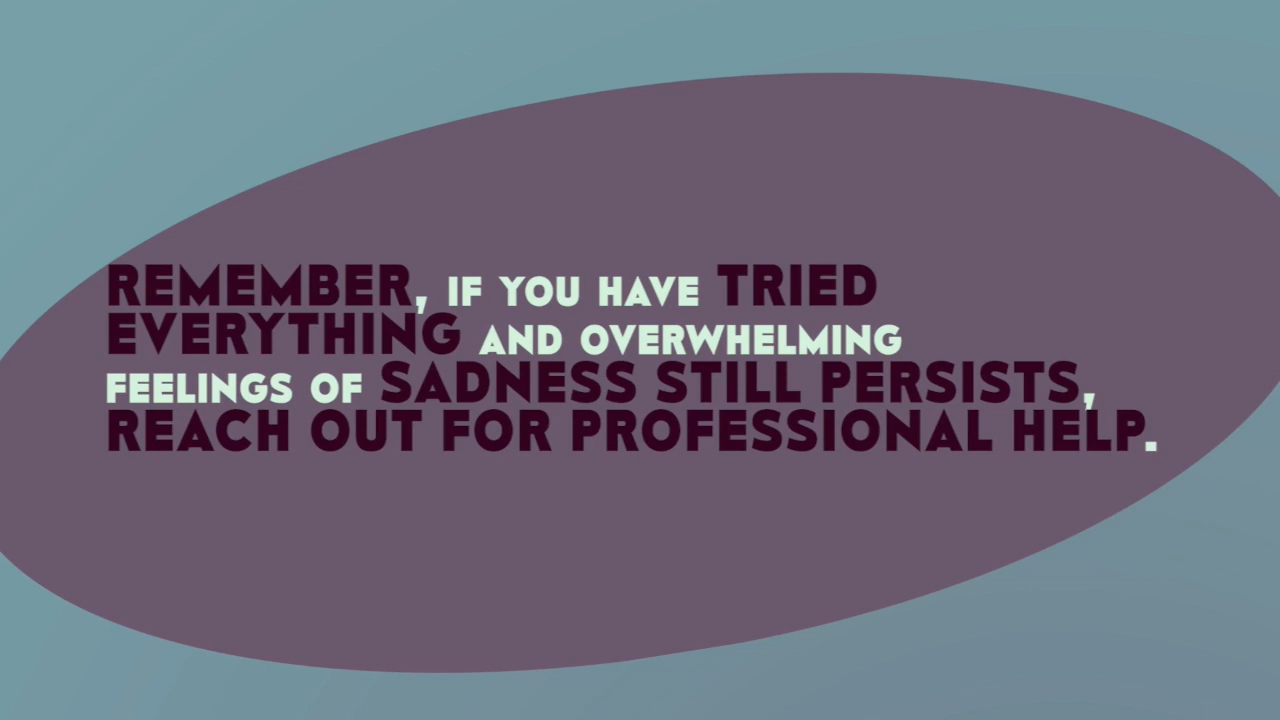 REMEMBER, IF YOU HAVE TRIED
EVERYTHING AND OVERWHELMING
FEELINGS OF SADNESS STILL PERSISTS,
REACH OUT FOR PROFESSIONAL HELP.